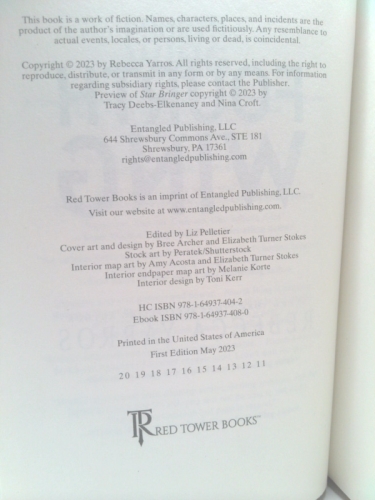 This book is a work of fiction. Names, characters, places, and incidents are the
product of the author's imagination or are used fictitiously. Any resemblance to
actual events, locales, or persons, living or dead, is coincidental.
Copyright © 2023 by Rebecca Yarros. All rights reserved, including the right to
reproduce, distribute, or transmit in any form or by any means. For information
regarding subsidiary rights, please contact the Publisher.
Preview of Star Bringer copyright © 2023 by
Tracy Deebs-Elkenaney and Nina Croft.
Entangled Publishing, LLC
644 Shrewsbury Commons Ave., STE 181
Shrewsbury, PA 17361
rights@entangledpublishing.com
Red Tower Books is an imprint of Entangled Publishing, LLC.
Visit our website at www.entangledpublishing.com.
Edited by Liz Pelletier
Cover art and design by Bree Archer and Elizabeth Turner Stokes
Stock art by Peratek/Shutterstock
Interior map art by Amy Acosta and Elizabeth Turner Stokes
Interior endpaper map art by Melanie Korte
Interior design by Toni Kerr
HC ISBN 978-1-64937-404-2
Ebook ISBN 978-1-64937-408-0
Printed in the United States of America
First Edition May 2023
20 19 18 17 16 15 14 13 12 11
RED TOWER BOOKS™